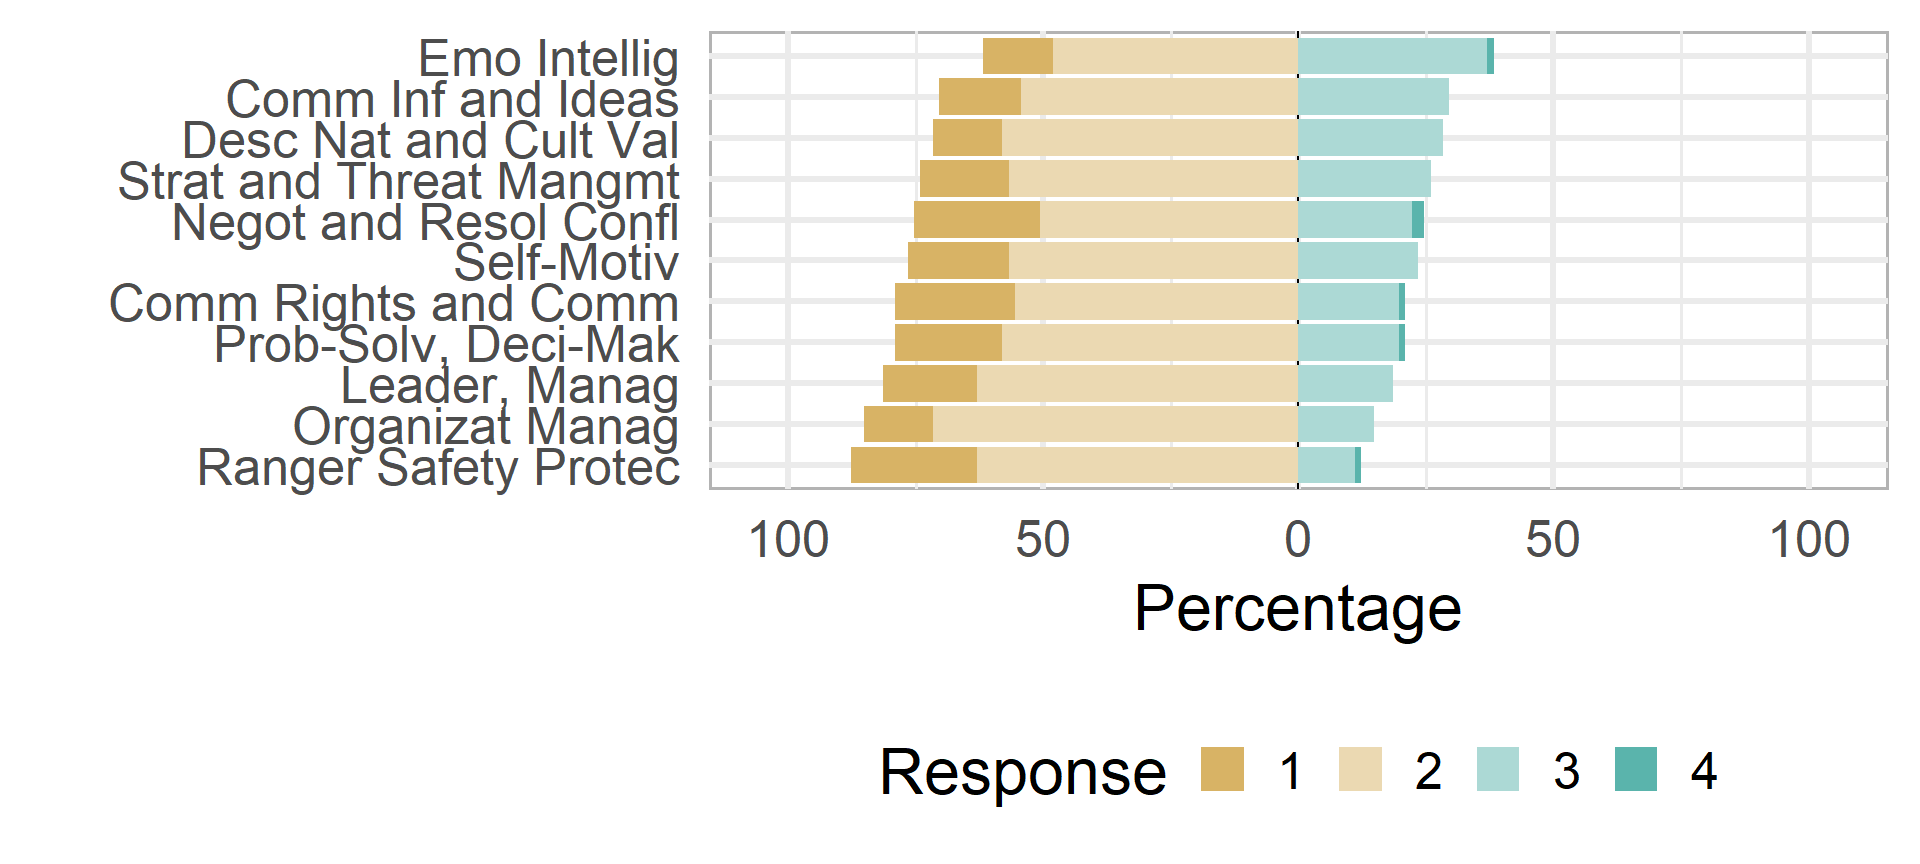 Emo Intellig
Comm Inf and Ideas
Desc Nat and Cult Val
Strat and Threat Mangmt
Negot and Resol Confl
Self-Motiv
Comm Rights and Comm
Prob-Solv, Deci-Mak
Leader, Manag
Organizat Manag
Ranger Safety Protec
100 50 0 50 100
Percentage
Response 1 2 3 4